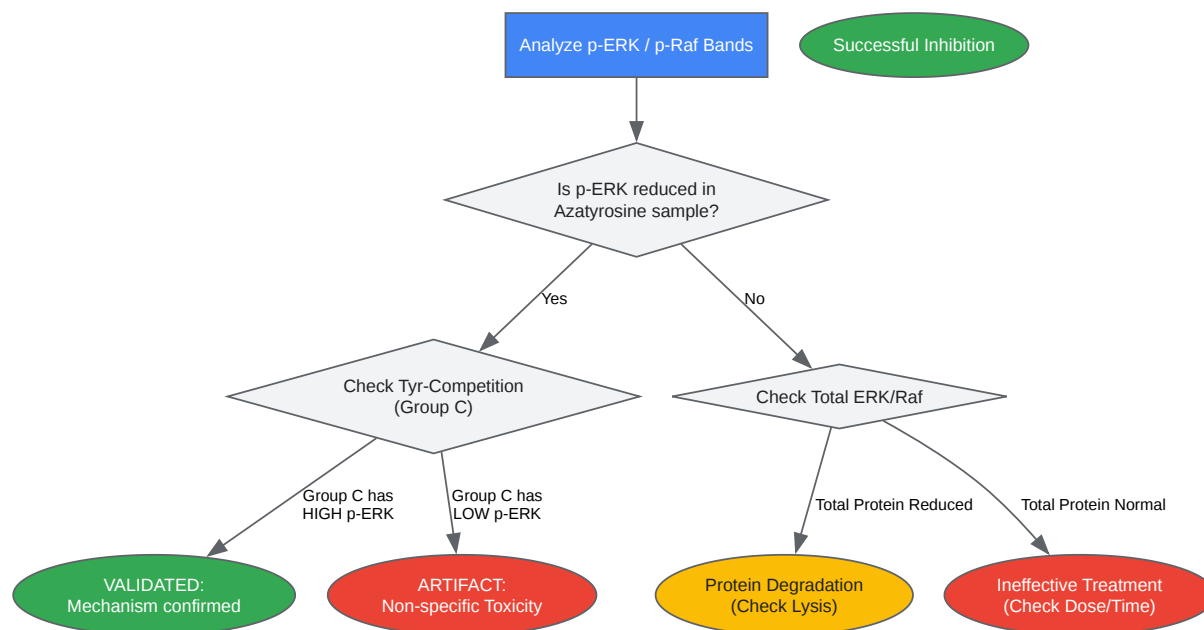 Analyze p-ERK / p-Raf Bands
Successful Inhibition
Is p-ERK reduced in
Azatyrosine sample?
Yes
No
Check Tyr-Competition
(Group C)
Check Total ERK/Raf
Group C has
HIGH p-ERK
Group C has
LOW p-ERK
Total Protein Reduced
Total Protein Normal
VALIDATED:
Mechanism confirmed
ARTIFACT:
Non-specific Toxicity
Protein Degradation
(Check Lysis)
Ineffective Treatment
(Check Dose/Time)